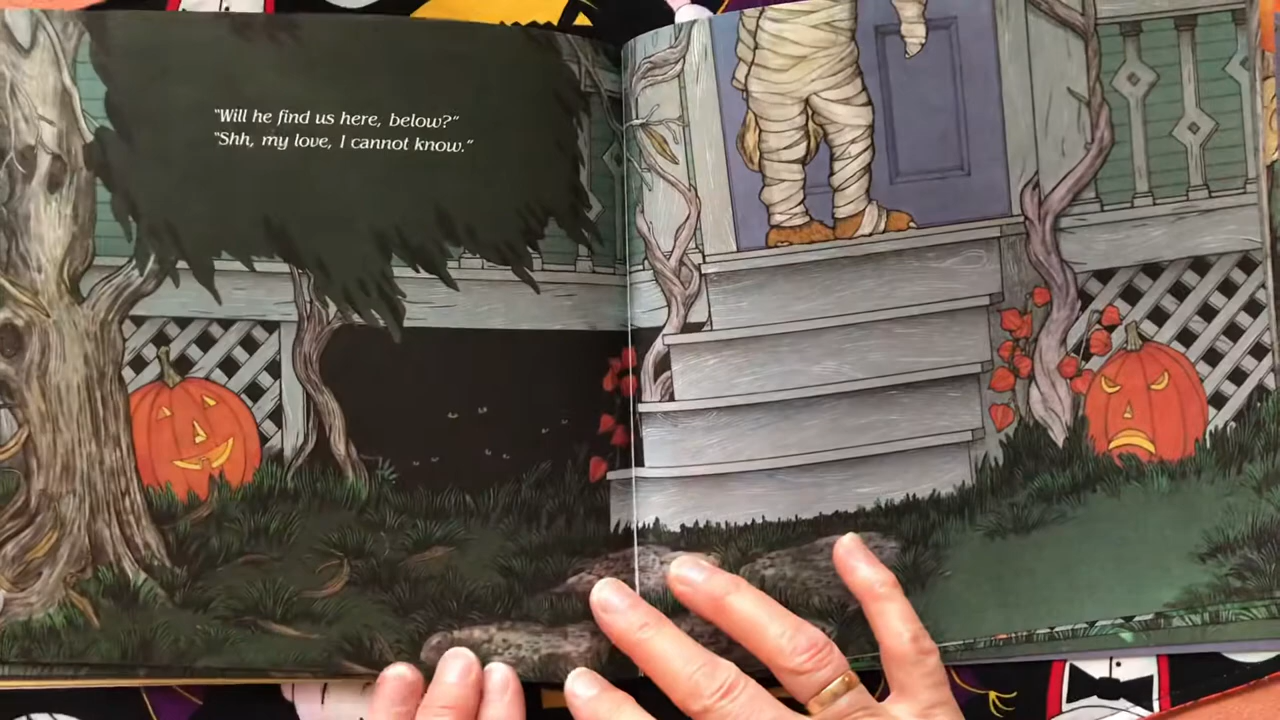 “Will he find us here, below?”
“Shh, my love, I cannot know.”